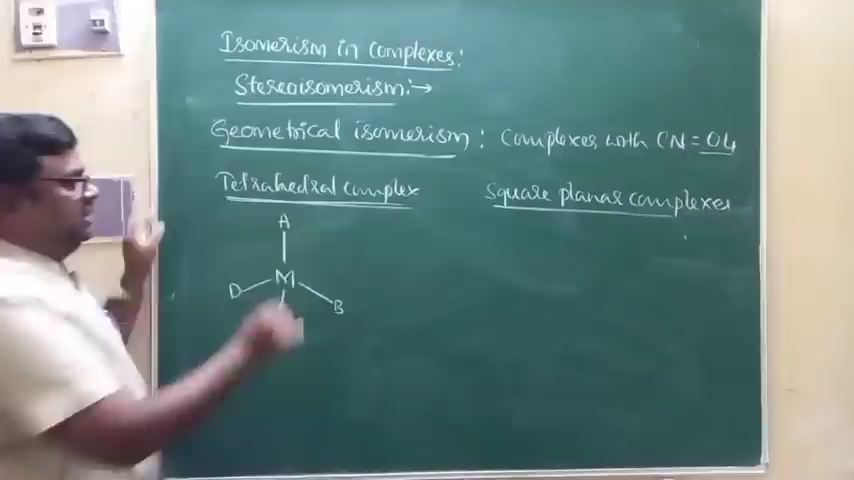 Isomerism in complexes:
Stereoisomerism:→
Geometrical isomerism : complexes with CN = 04
Tetrahedral complex
Square planar complexes
A
M
D
B